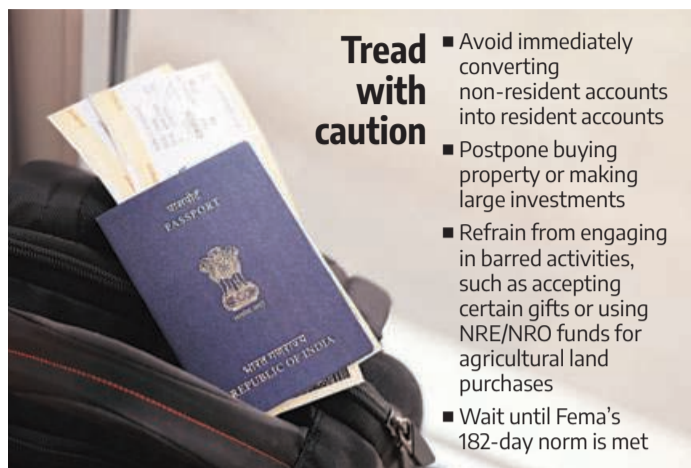 Tread
with
caution
■ Avoid immediately
converting
non-resident accounts
into resident accounts
■ Postpone buying
property or making
large investments
■ Refrain from engaging
in barred activities,
such as accepting
certain gifts or using
NRE/NRO funds for
agricultural land
purchases
■ Wait until Fema's
182-day norm is met
पासपोर्ट
PASSPORT
भारत गणराज्य
REPUBLIC OF INDIA